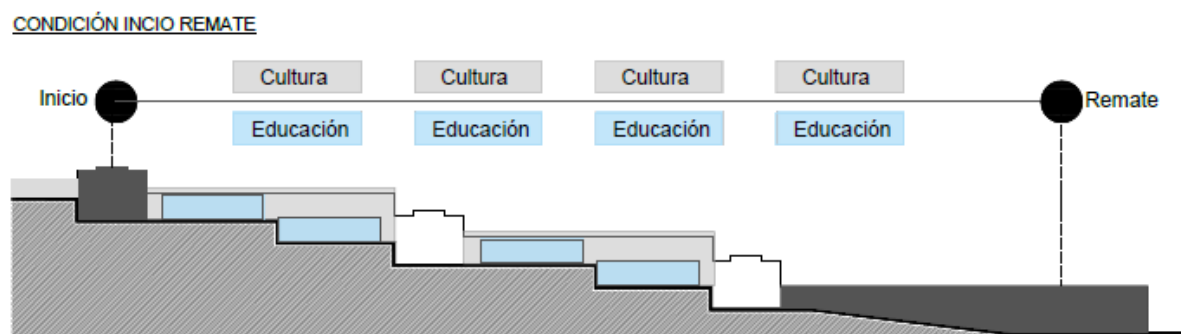 CONDICIÓN INCIO REMATE
Cultura Cultura Cultura Cultura
Inicio Remate
Educación Educación Educación Educación